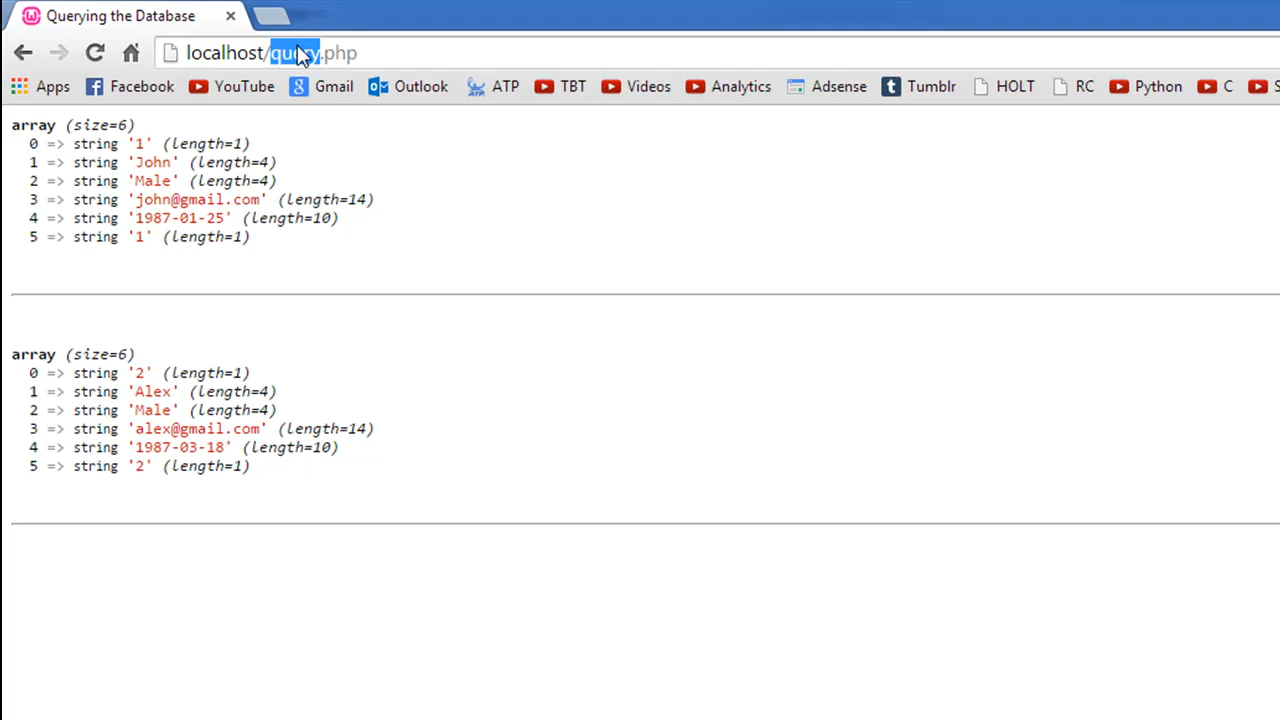 Querying the Database
localhost/query.php
Apps Facebook YouTube Gmail Outlook ATP TBT Videos Analytics Adsense Tumblr HOLT RC Python C S
array (size=6)
0 => string '1' (length=1)
1 => string 'John' (length=4)
2 => string 'Male' (length=4)
3 => string 'john@gmail.com' (length=14)
4 => string '1987-01-25' (length=10)
5 => string '1' (length=1)
array (size=6)
0 => string '2' (length=1)
1 => string 'Alex' (length=4)
2 => string 'Male' (length=4)
3 => string 'alex@gmail.com' (length=14)
4 => string '1987-03-18' (length=10)
5 => string '2' (length=1)